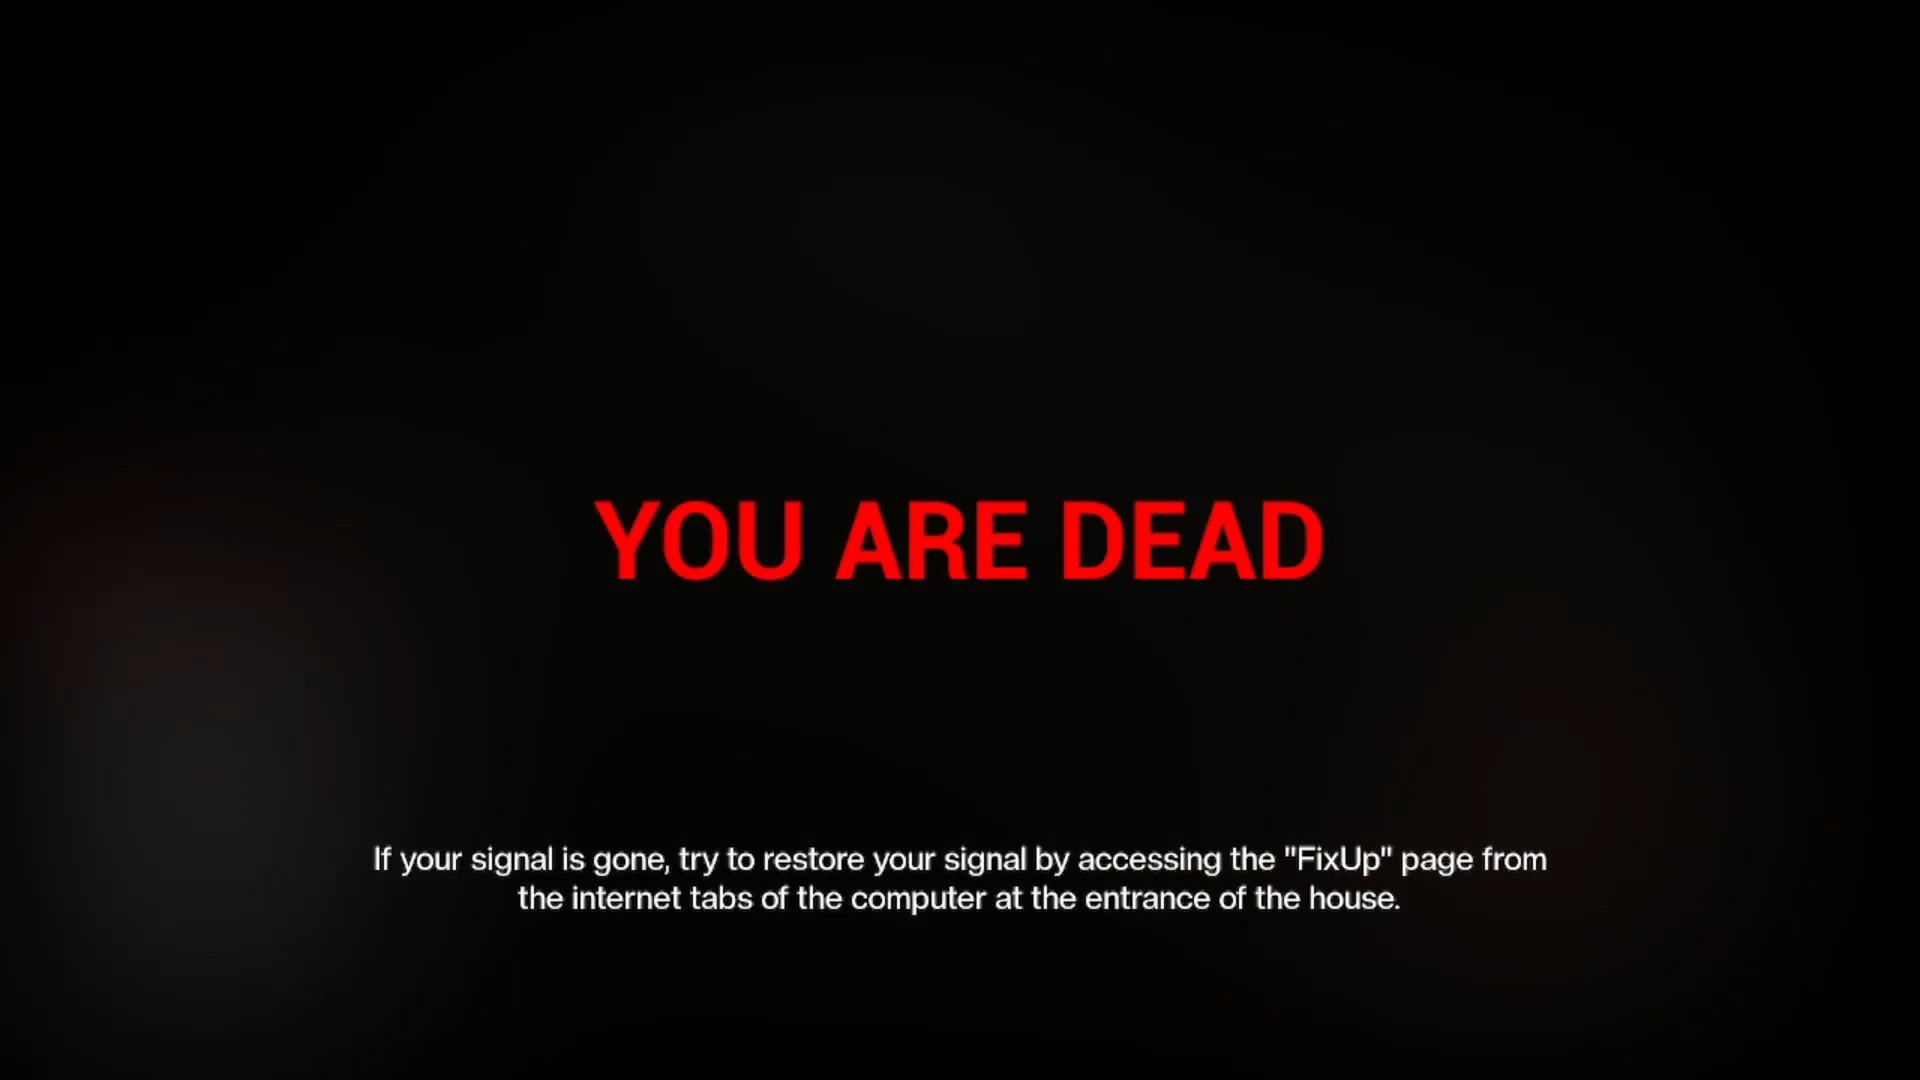 YOU ARE DEAD
If your signal is gone, try to restore your signal by accessing the "FixUp" page from
the internet tabs of the computer at the entrance of the house.